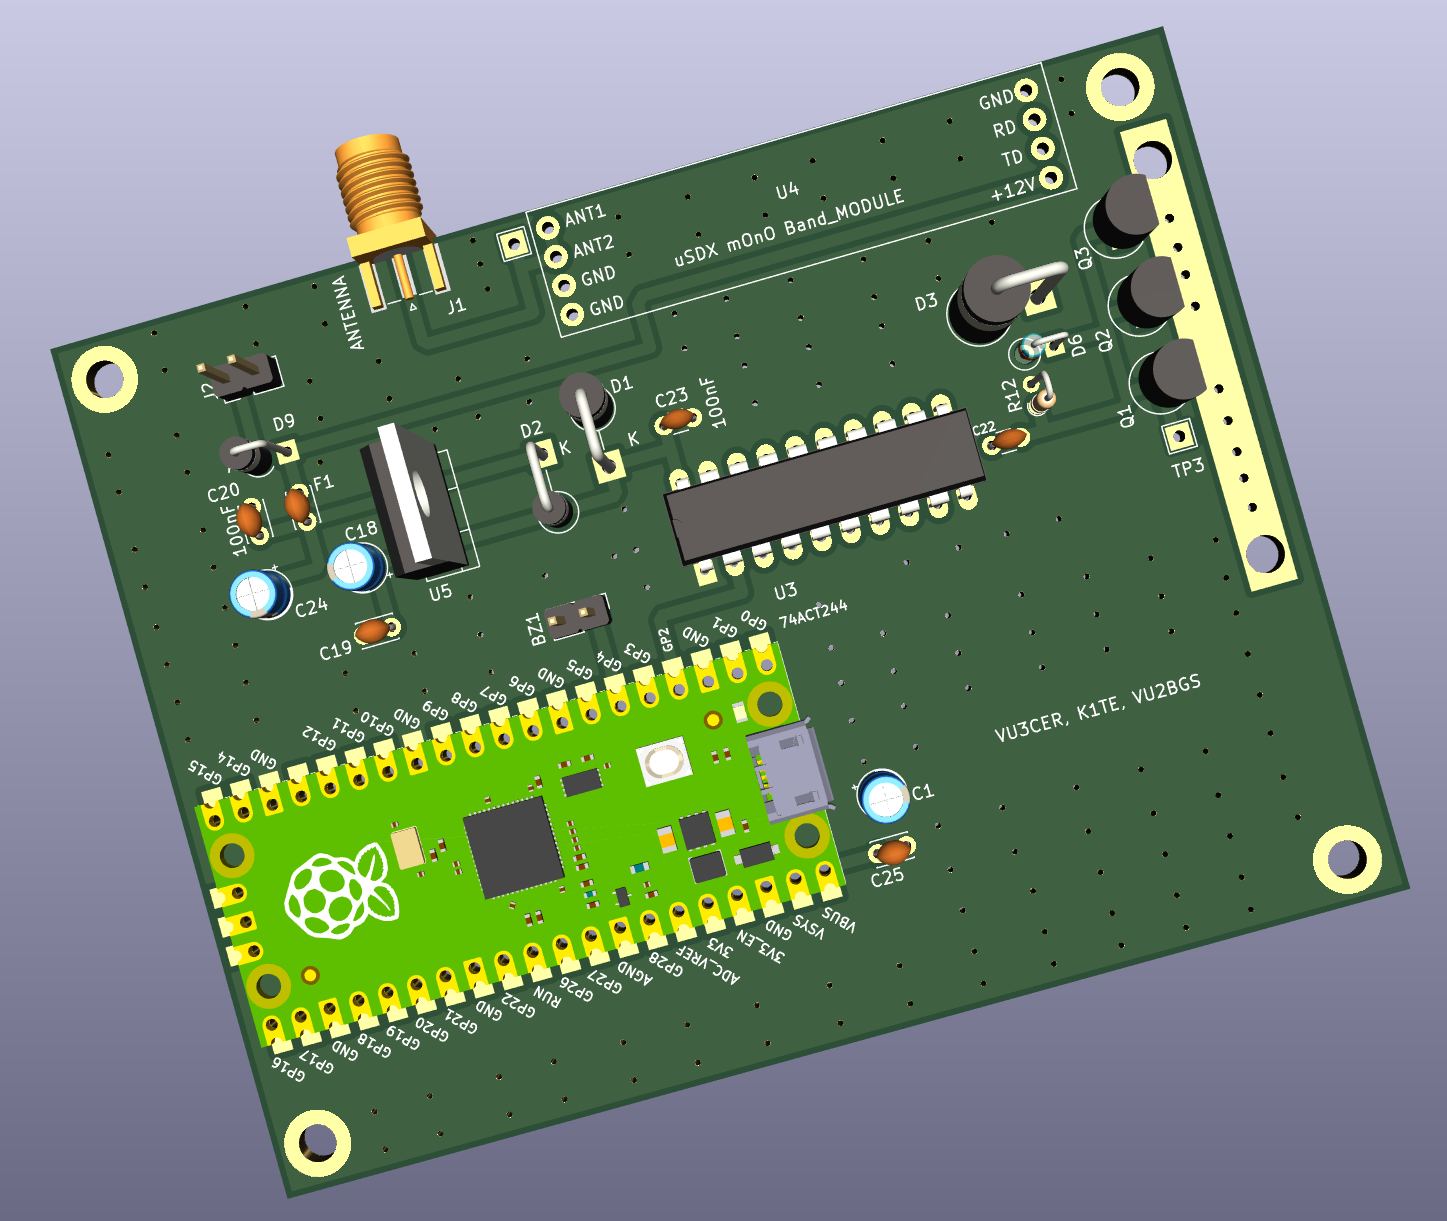 GND
RD
TD
+12V
U4
uSDX mOnO Band_MODULE
ANT1
ANT2
GND
GND
ANTENNA
J1
J2
D9
C20
100nF
F1
C18
C24
U5
C19
D2
K
D1
K
C23
100nF
D3
D6
R12
C22
Q3
Q2
Q1
TP3
U3
74ACT244
BZ1
GP0
GP1
GND
GP2
GP3
GP4
GP5
GND
GP6
GP7
GP8
GP9
GND
GP10
GP11
GP12
GND
GP14
GP15
VU3CER, K1TE, VU2BGS
C1
C25
VBUS
VSYS
GND
3V3_EN
3V3
ADC_VREF
GP28
AGND
GP27
GP26
RUN
GP22
GND
GP21
GP20
GP19
GP18
GND
GP17
GP16